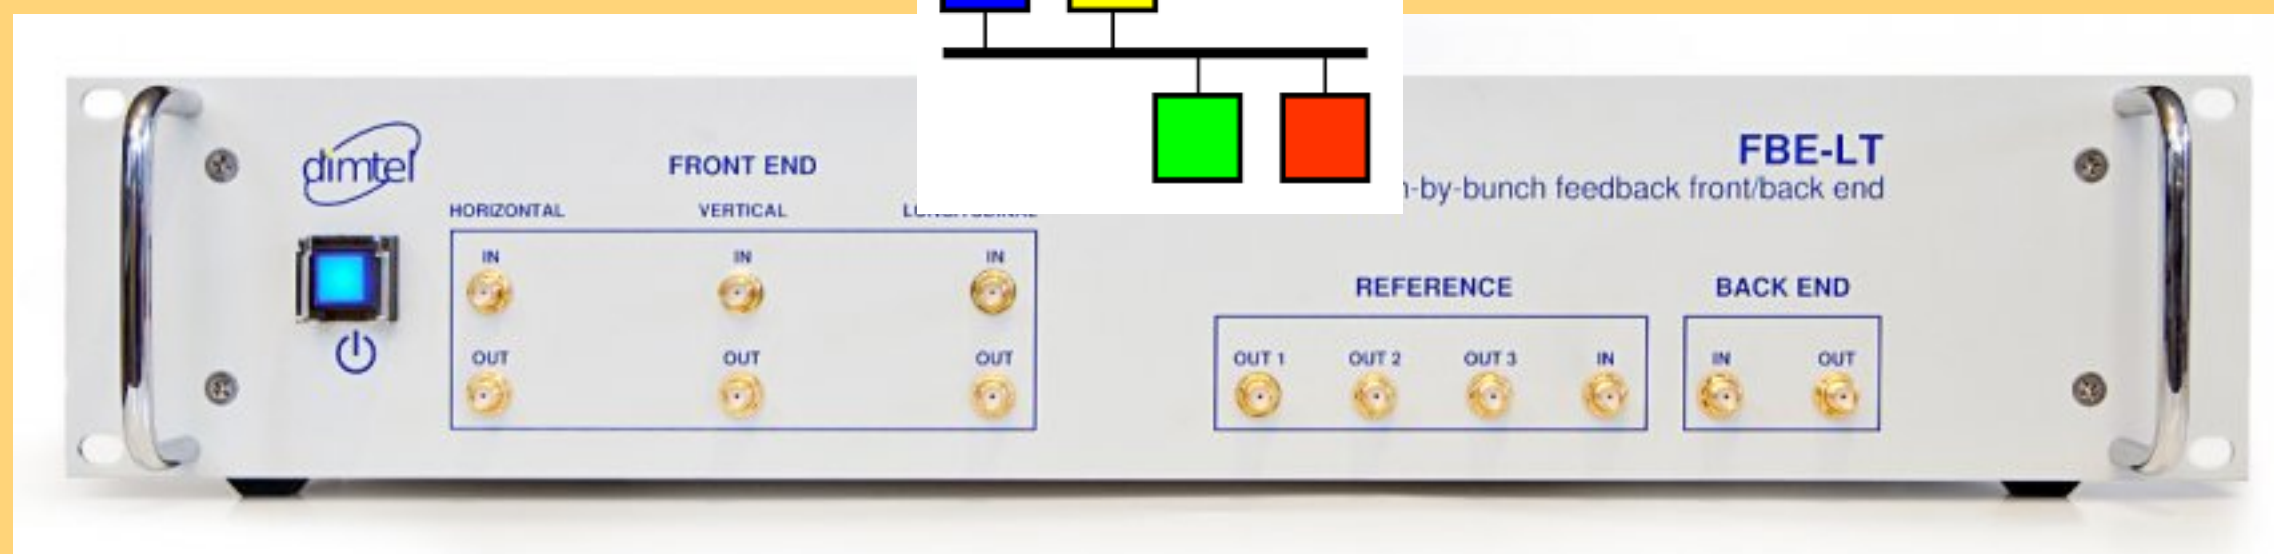 dimtel
FRONT END
FBE-LT
-by-bunch feedback front/back end
HORIZONTAL
VERTICAL
IN
IN
IN
REFERENCE
BACK END
OUT
OUT
OUT
OUT 1
OUT 2
OUT 3
IN
IN
OUT